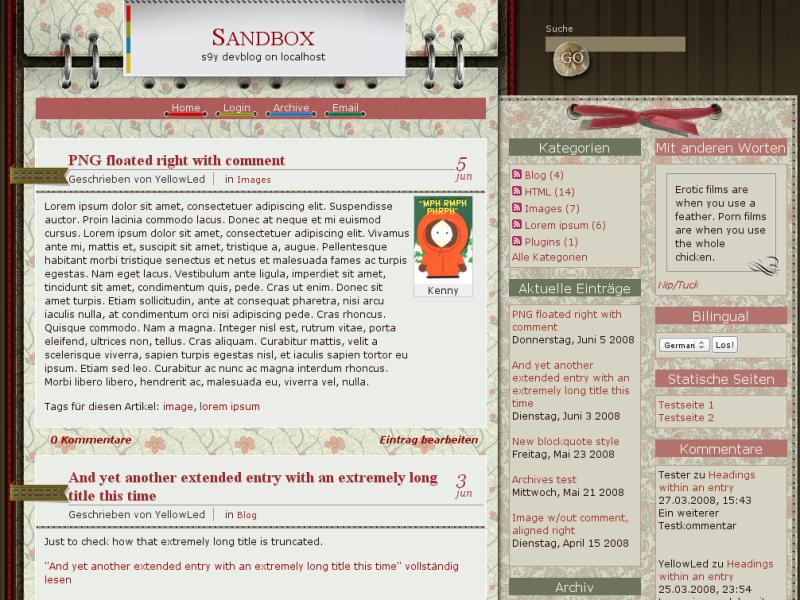 SANDBOX
s9y devblog on localhost
Suche
GO
Home
Login
Archive
Email
PNG floated right with comment
5
jun
Geschrieben von YellowLed
in Images
Lorem ipsum dolor sit amet, consectetuer adipiscing elit. Suspendisse
auctor. Proin lacinia commodo lacus. Donec at neque et mi euismod
cursus. Lorem ipsum dolor sit amet, consectetuer adipiscing elit. Vivamus
ante mi, mattis et, suscipit sit amet, tristique a, augue. Pellentesque
habitant morbi tristique senectus et netus et malesuada fames ac turpis
egestas. Nam eget lacus. Vestibulum ante ligula, imperdiet sit amet,
tincidunt sit amet, condimentum quis, pede. Cras ut enim. Donec sit
amet turpis. Etiam sollicitudin, ante at consequat pharetra, nisi arcu
iaculis nulla, at condimentum orci nisi adipiscing pede. Cras rhoncus.
Quisque commodo. Nam a magna. Integer nisl est, rutrum vitae, porta
eleifend, ultrices non, tellus. Cras aliquam. Curabitur mattis, velit a
scelerisque viverra, sapien turpis egestas nisl, et iaculis sapien tortor eu
ipsum. Etiam sed leo. Curabitur ac nunc ac magna interdum rhoncus.
Morbi libero libero, hendrerit ac, malesuada eu, viverra vel, nulla.
"MPH RMPH
PHRPH"
Kenny
Tags für diesen Artikel: image, lorem ipsum
0 Kommentare
Eintrag bearbeiten
And yet another extended entry with an extremely long
title this time
3
jun
Geschrieben von YellowLed
in Blog
Just to check how that extremely long title is truncated.
"And yet another extended entry with an extremely long title this time" vollständig
lesen
Kategorien
Blog (4)
HTML (14)
Images (7)
Lorem ipsum (6)
Plugins (1)
Alle Kategorien
Aktuelle Einträge
PNG floated right with
comment
Donnerstag, Juni 5 2008
And yet another
extended entry with an
extremely long title this
time
Dienstag, Juni 3 2008
New blockquote style
Freitag, Mai 23 2008
Archives test
Mittwoch, Mai 21 2008
Image w/out comment,
aligned right
Dienstag, April 15 2008
Archiv
Mit anderen Worten
Erotic films are
when you use a
feather. Porn films
are when you use
the whole
chicken.
Nip/Tuck
Bilingual
German
Los!
Statische Seiten
Testseite 1
Testseite 2
Kommentare
Tester zu Headings
within an entry
27.03.2008, 15:43
Ein weiterer
Testkommentar
YellowLed zu Headings
within an entry
25.03.2008, 23:54